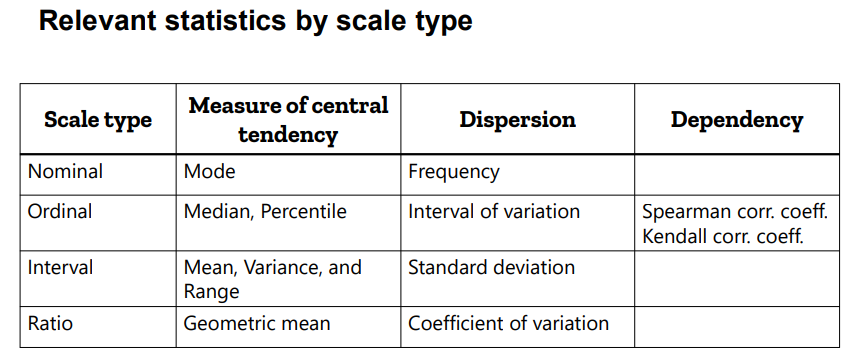 Relevant statistics by scale type
Scale type
Measure of central
tendency
Dispersion
Dependency
Nominal
Mode
Frequency
Ordinal
Median, Percentile
Interval of variation
Spearman corr. coeff.
Kendall corr. coeff.
Interval
Mean, Variance, and
Range
Standard deviation
Ratio
Geometric mean
Coefficient of variation